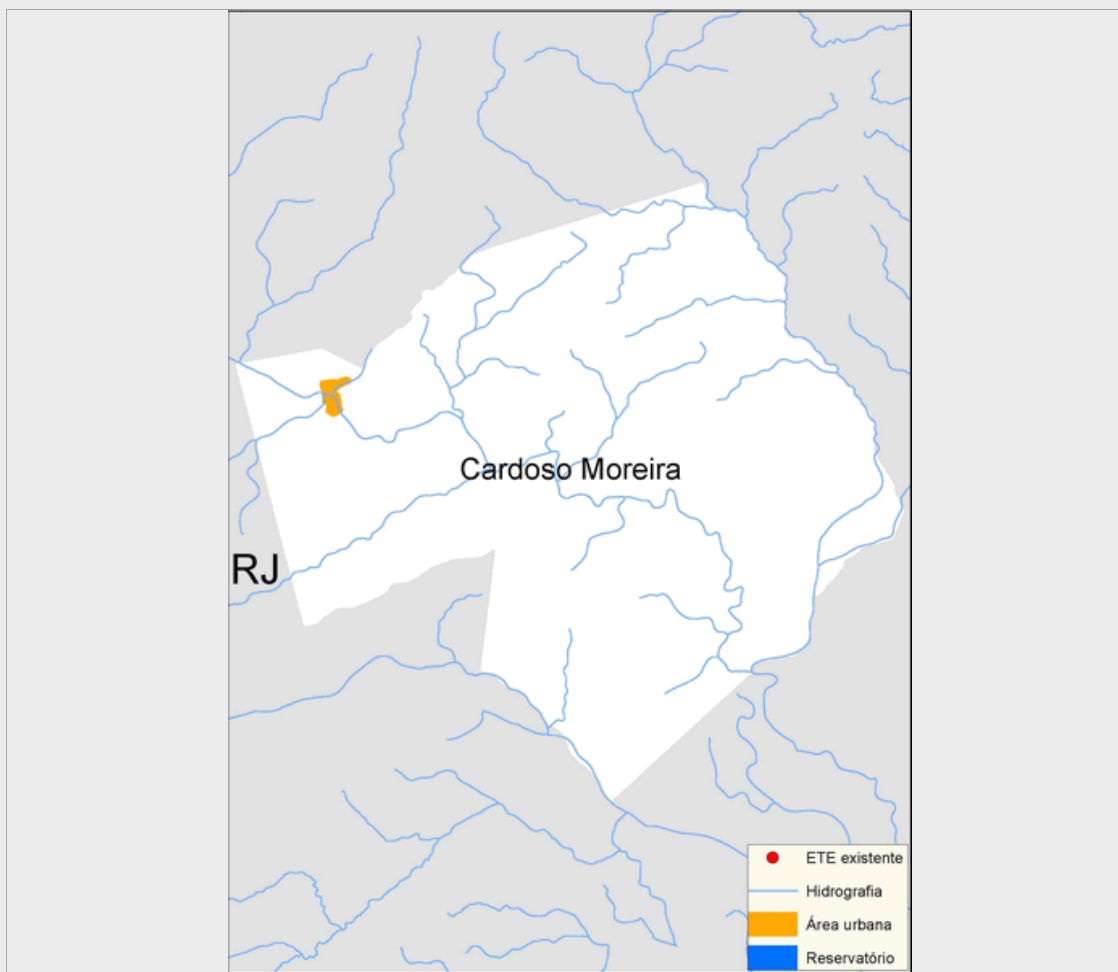 Cardoso Moreira
RJ
ETE existente
Hidrografia
Área urbana
Reservatório